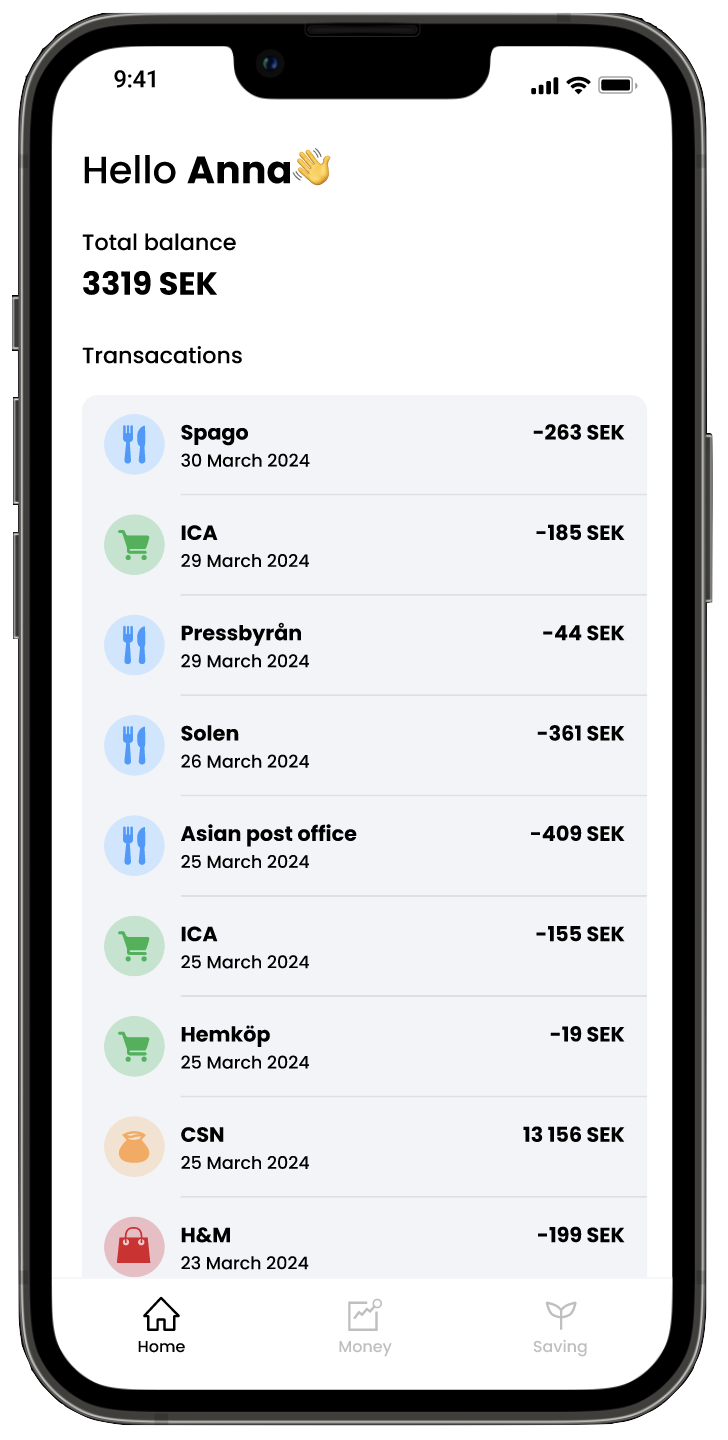 9:41
Hello Anna👋
Total balance
3319 SEK
Transacations
Spago -263 SEK
30 March 2024
ICA -185 SEK
29 March 2024
Pressbyrån -44 SEK
29 March 2024
Solen -361 SEK
26 March 2024
Asian post office -409 SEK
25 March 2024
ICA -155 SEK
25 March 2024
Hemköp -19 SEK
25 March 2024
CSN 13 156 SEK
25 March 2024
H&M -199 SEK
23 March 2024
Home Money Saving